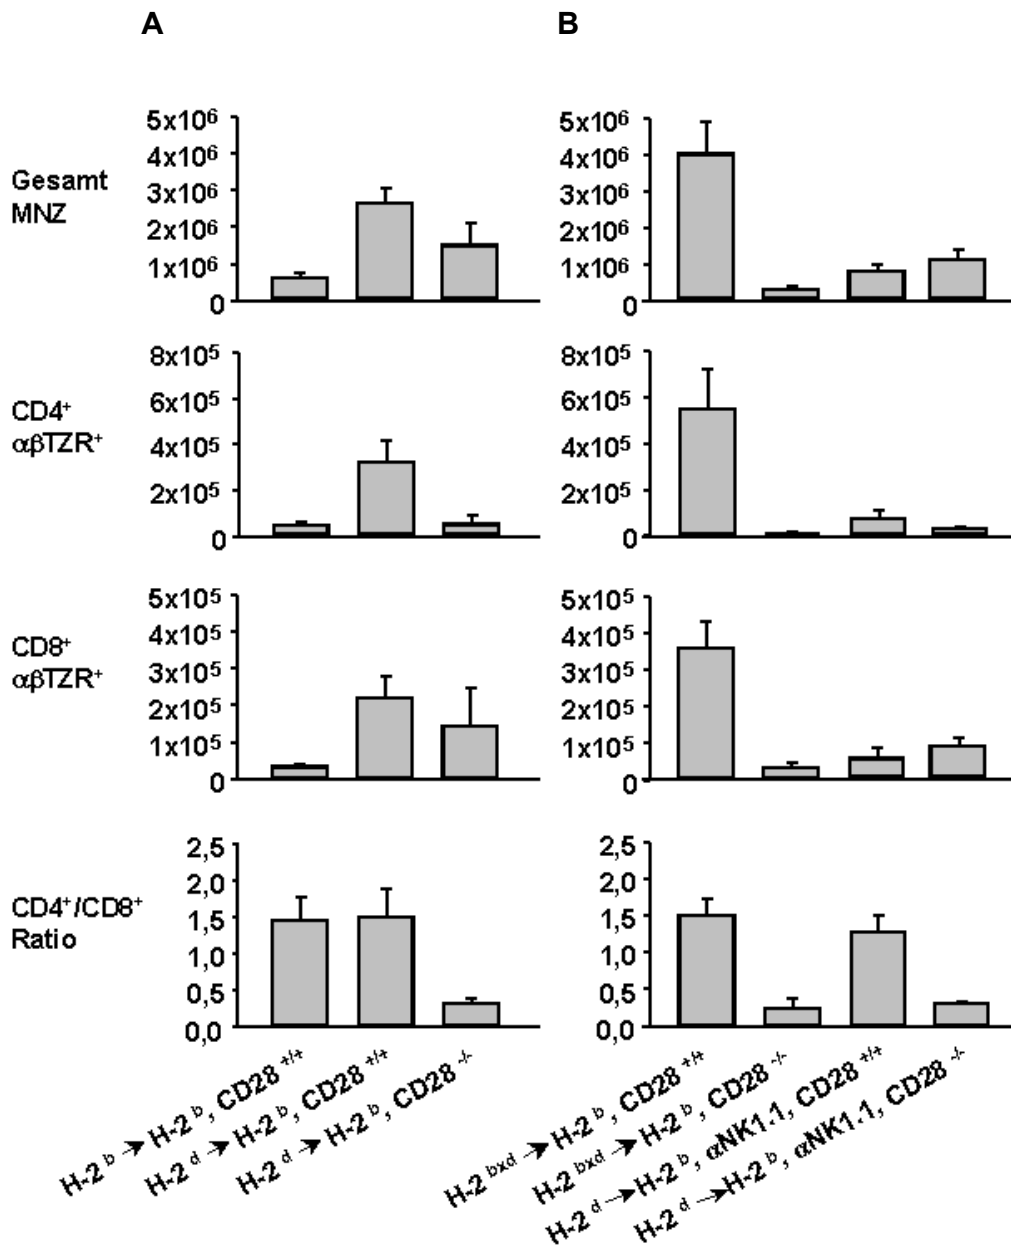 A B
Gesamt
MNZ
5x10⁶
4x10⁶
3x10⁶
2x10⁶
1x10⁶
0
5x10⁶
4x10⁶
3x10⁶
2x10⁶
1x10⁶
0
CD4⁺
αβTZR⁺
8x10⁵
6x10⁵
4x10⁵
2x10⁵
0
8x10⁵
6x10⁵
4x10⁵
2x10⁵
0
CD8⁺
αβTZR⁺
5x10⁵
4x10⁵
3x10⁵
2x10⁵
1x10⁵
0
5x10⁵
4x10⁵
3x10⁵
2x10⁵
1x10⁵
0
CD4⁺/CD8⁺
Ratio
2,5
2,0
1,5
1,0
0,5
0,0
2,5
2,0
1,5
1,0
0,5
0,0
H-2 ᵇ → H-2 ᵇ, CD28 ⁺/⁺
H-2 ᵈ → H-2 ᵇ, CD28 ⁺/⁺
H-2 ᵈ → H-2 ᵇ, CD28 ⁻/⁻
H-2 ᵇˣᵈ → H-2 ᵇ, CD28 ⁺/⁺
H-2 ᵇˣᵈ → H-2 ᵇ, CD28 ⁻/⁻
H-2 ᵈ → H-2 ᵇ, αNK1.1, CD28 ⁺/⁺
H-2 ᵈ → H-2 ᵇ, αNK1.1, CD28 ⁻/⁻